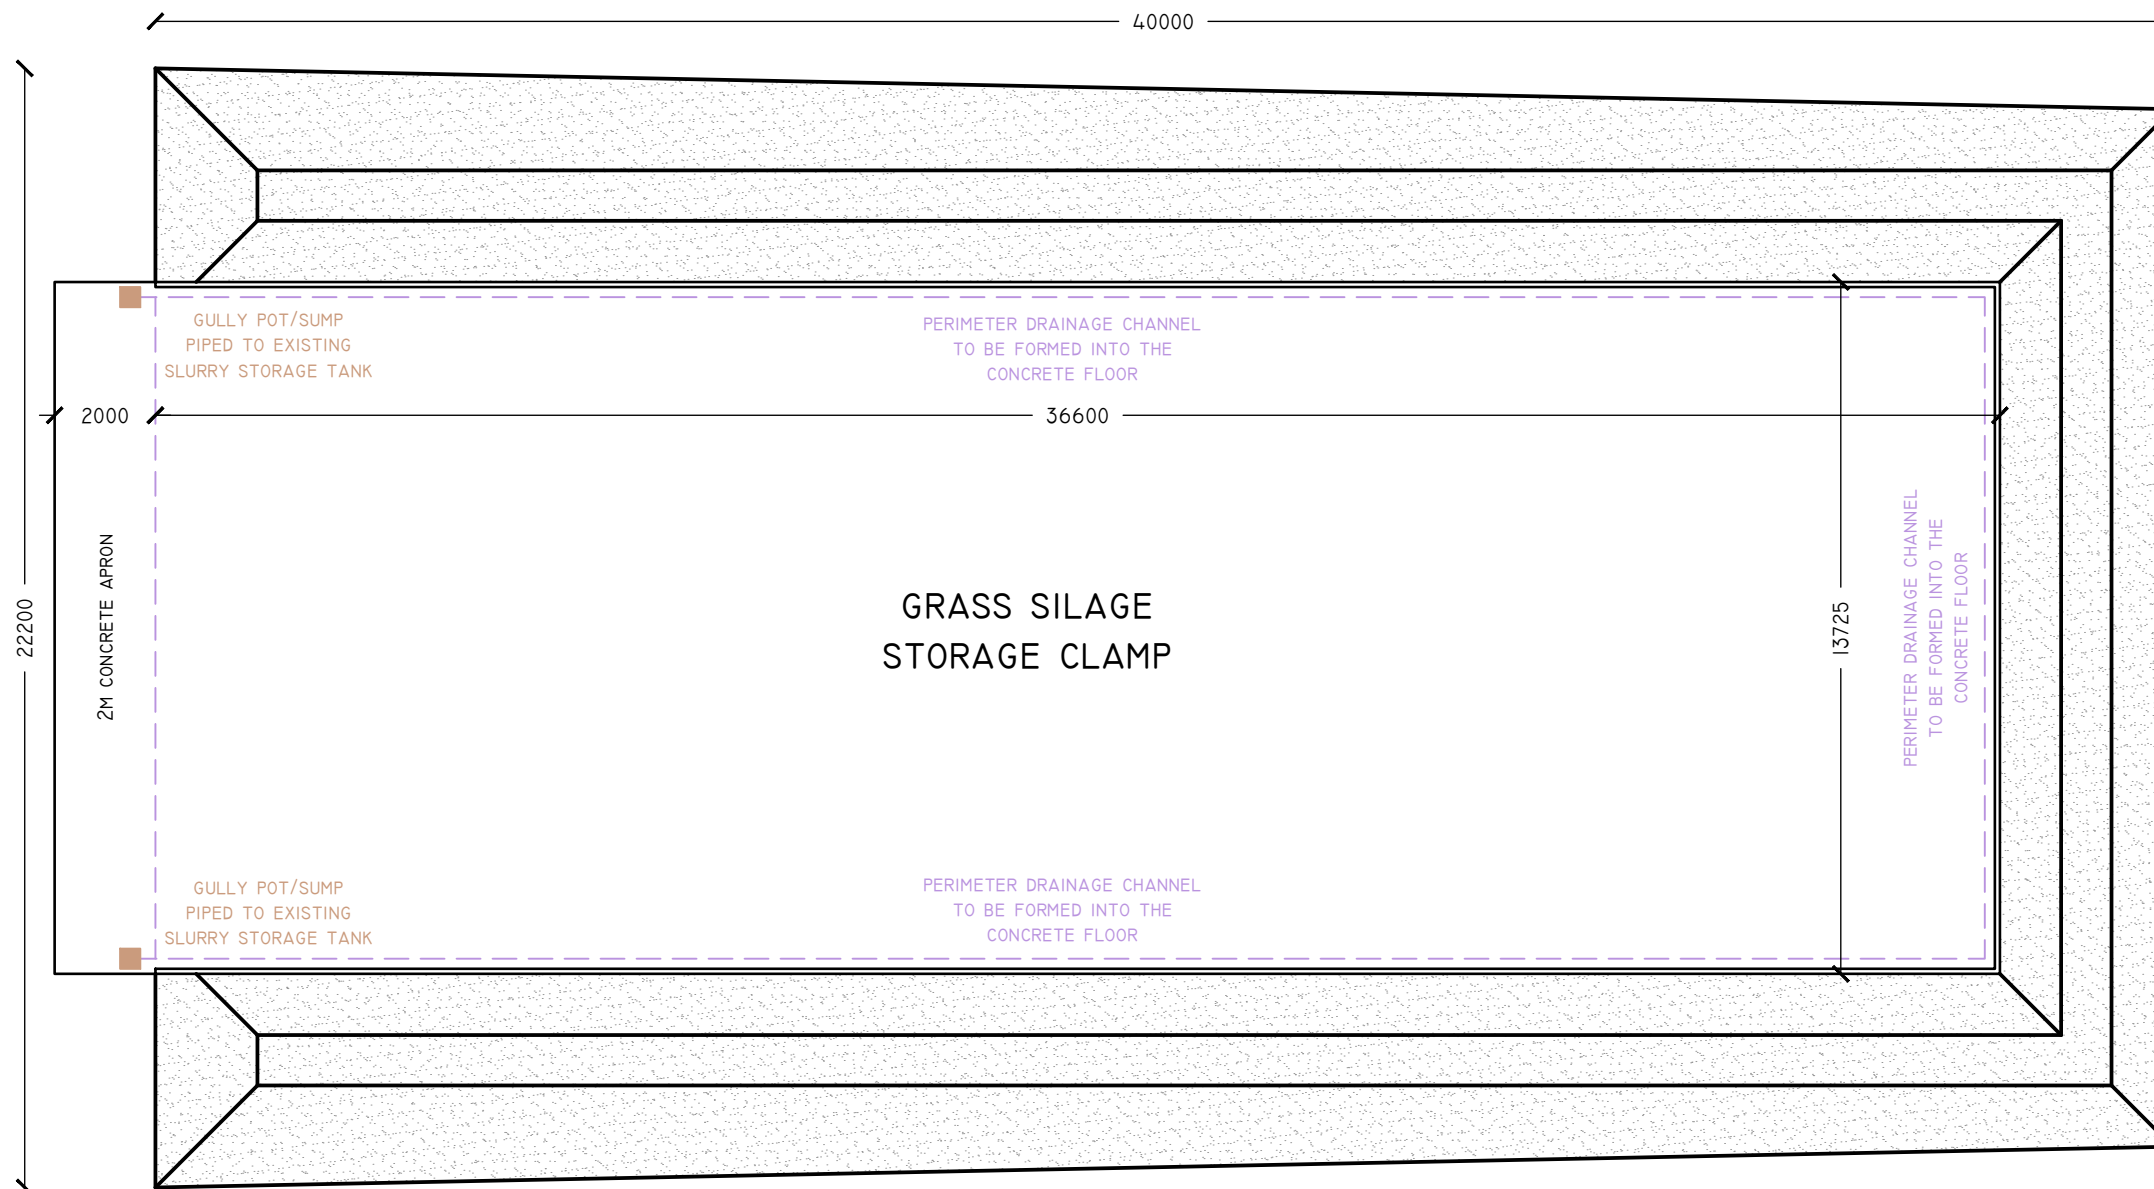 40000
GULLY POT/SUMP
PIPED TO EXISTING
SLURRY STORAGE TANK
PERIMETER DRAINAGE CHANNEL
TO BE FORMED INTO THE
CONCRETE FLOOR
2000
36600
22200
2M CONCRETE APRON
GRASS SILAGE
STORAGE CLAMP
13725
PERIMETER DRAINAGE CHANNEL
TO BE FORMED INTO THE
CONCRETE FLOOR
GULLY POT/SUMP
PIPED TO EXISTING
SLURRY STORAGE TANK
PERIMETER DRAINAGE CHANNEL
TO BE FORMED INTO THE
CONCRETE FLOOR